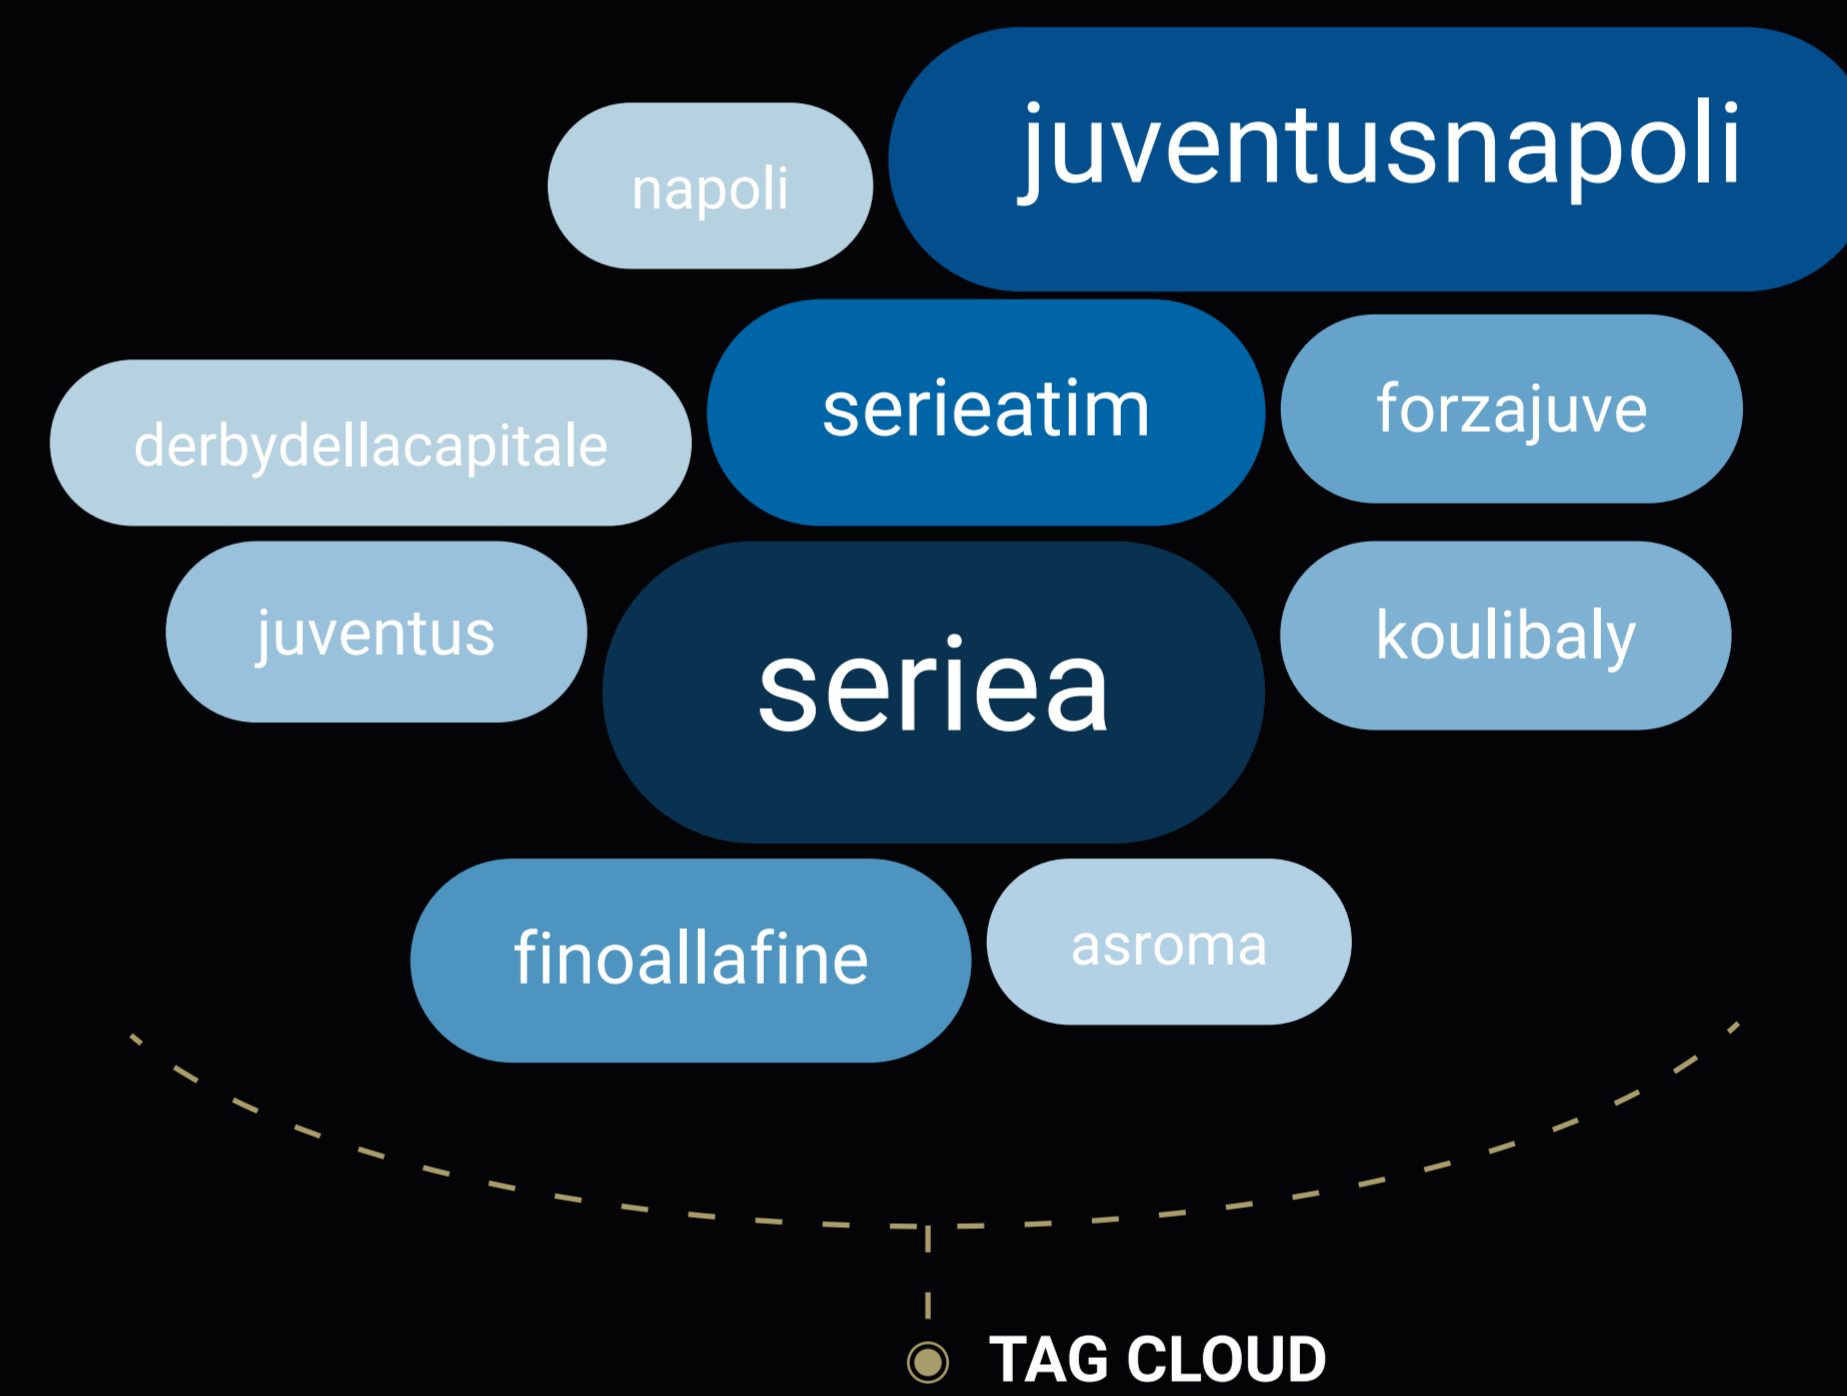 juventusnapoli
napoli
serieatim
forzajuve
derbydellacapitale
juventus
seriea
koulibaly
finoallafine
asroma
TAG CLOUD